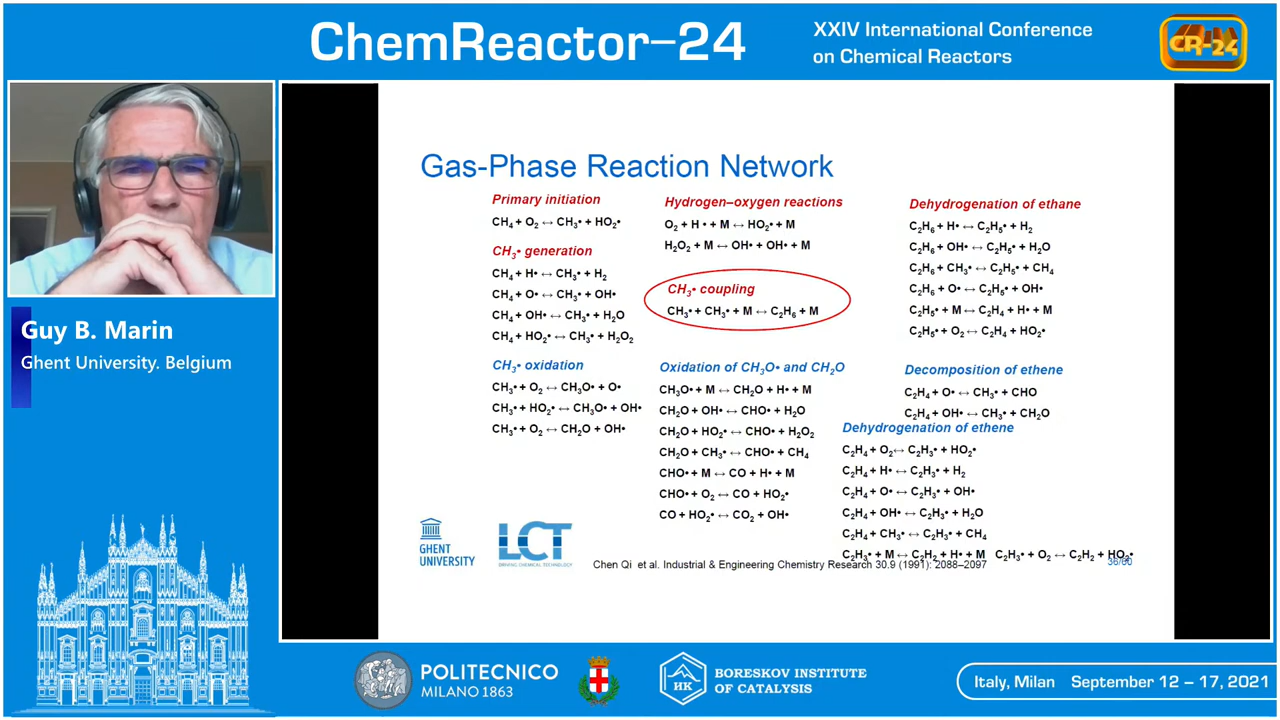 ChemReactor–24
XXIV International Conference
on Chemical Reactors
CR-24
Guy B. Marin
Ghent University. Belgium
Gas-Phase Reaction Network
Primary initiation
CH₄ + O₂ ↔ CH₃• + HO₂•
CH₃• generation
CH₄ + H• ↔ CH₃• + H₂
CH₄ + O• ↔ CH₃• + OH•
CH₄ + OH• ↔ CH₃• + H₂O
CH₄ + HO₂• ↔ CH₃• + H₂O₂
CH₃• oxidation
CH₃• + O₂ ↔ CH₃O• + O•
CH₃• + HO₂• ↔ CH₃O• + OH•
CH₃• + O₂ ↔ CH₂O + OH•
Hydrogen–oxygen reactions
O₂ + H • + M ↔ HO₂• + M
H₂O₂ + M ↔ OH• + OH• + M
CH₃• coupling
CH₃• + CH₃• + M ↔ C₂H₆ + M
Oxidation of CH₃O• and CH₂O
CH₃O• + M ↔ CH₂O + H• + M
CH₂O + OH• ↔ CHO• + H₂O
CH₂O + HO₂• ↔ CHO• + H₂O₂
CH₂O + CH₃• ↔ CHO• + CH₄
CHO• + M ↔ CO + H• + M
CHO• + O₂ ↔ CO + HO₂•
CO + HO₂• ↔ CO₂ + OH•
Dehydrogenation of ethane
C₂H₆ + H• ↔ C₂H₅• + H₂
C₂H₆ + OH• ↔ C₂H₅• + H₂O
C₂H₆ + CH₃• ↔ C₂H₅• + CH₄
C₂H₆ + O• ↔ C₂H₅• + OH•
C₂H₅• + M ↔ C₂H₄ + H• + M
C₂H₅• + O₂ ↔ C₂H₄ + HO₂•
Decomposition of ethene
C₂H₄ + O• ↔ CH₃• + CHO
C₂H₄ + OH• ↔ CH₃• + CH₂O
Dehydrogenation of ethene
C₂H₄ + O₂ ↔ C₂H₃• + HO₂•
C₂H₄ + H• ↔ C₂H₃• + H₂
C₂H₄ + O• ↔ C₂H₃• + OH•
C₂H₄ + OH• ↔ C₂H₃• + H₂O
C₂H₄ + CH₃• ↔ C₂H₃• + CH₄
C₂H₃• + M ↔ C₂H₂ + H• + M C₂H₃• + O₂ ↔ C₂H₂ + HO₂•
GHENT
UNIVERSITY
LCT
Chen Qi et al. Industrial & Engineering Chemistry Research 30.9 (1991): 2088–2097
POLITECNICO
MILANO 1863
HK
BORESKOV INSTITUTE
OF CATALYSIS
Italy, Milan September 12 – 17, 2021